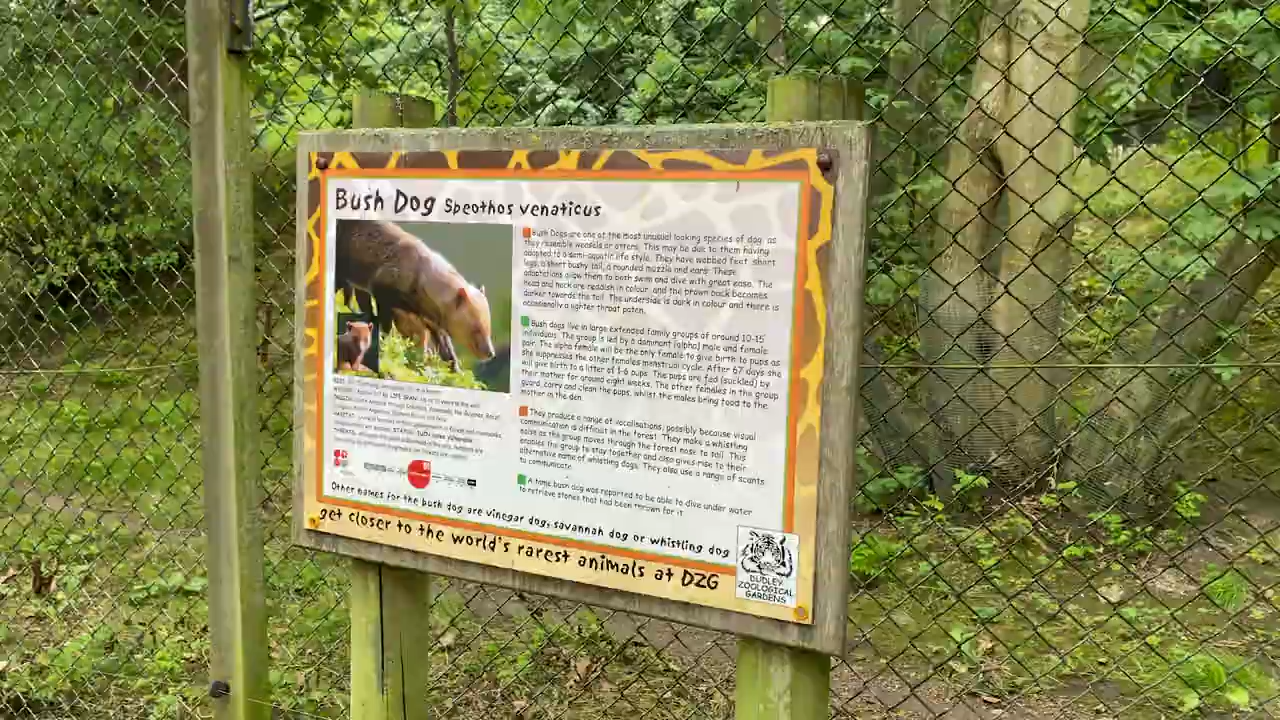 Bush Dog Speothos venaticus
Bush Dogs are one of the most unusual looking species of dog as
they resemble weasels or otters. This may be due to them having
adapted to a semi-aquatic life style. They have webbed feet, short
legs, a short bushy tail, a rounded muzzle and ears. These
adaptations allow them to both swim and dive with great ease. The
head and neck are reddish in colour and the brown back becomes
darker towards the tail. The underside is dark in colour and there is
occasionally a lighter throat patch.
Bush dogs live in large extended family groups of around 10-15
individuals. The group is led by a dominant (alpha) male and female
pair. The alpha female will be the only female to give birth to pups as
she suppressed the other females menstrual cycle. After 67 days she
will give birth to a litter of 1-6 pups. The pups are fed (suckled) by
their mother for around eight weeks. The other females in the group
guard, carry and clean the pups, whilst the males bring food to the
mother in the den.
They produce a range of vocalisations, possibly because visual
communication is difficult in the forest. They make a whistling
noise as the group moves through the forest nose to tail. This
enables the group to stay together and also gives rise to their
alternative name of whistling dogs. They also use a range of scents
to communicate.
A tame bush dog was reported to be able to dive under water
to retrieve stones that had been thrown for it.
Other names for the bush dog are vinegar dog, savannah dog or whistling dog
get closer to the world's rarest animals at DZG
DUDLEY
ZOOLOGICAL
GARDENS